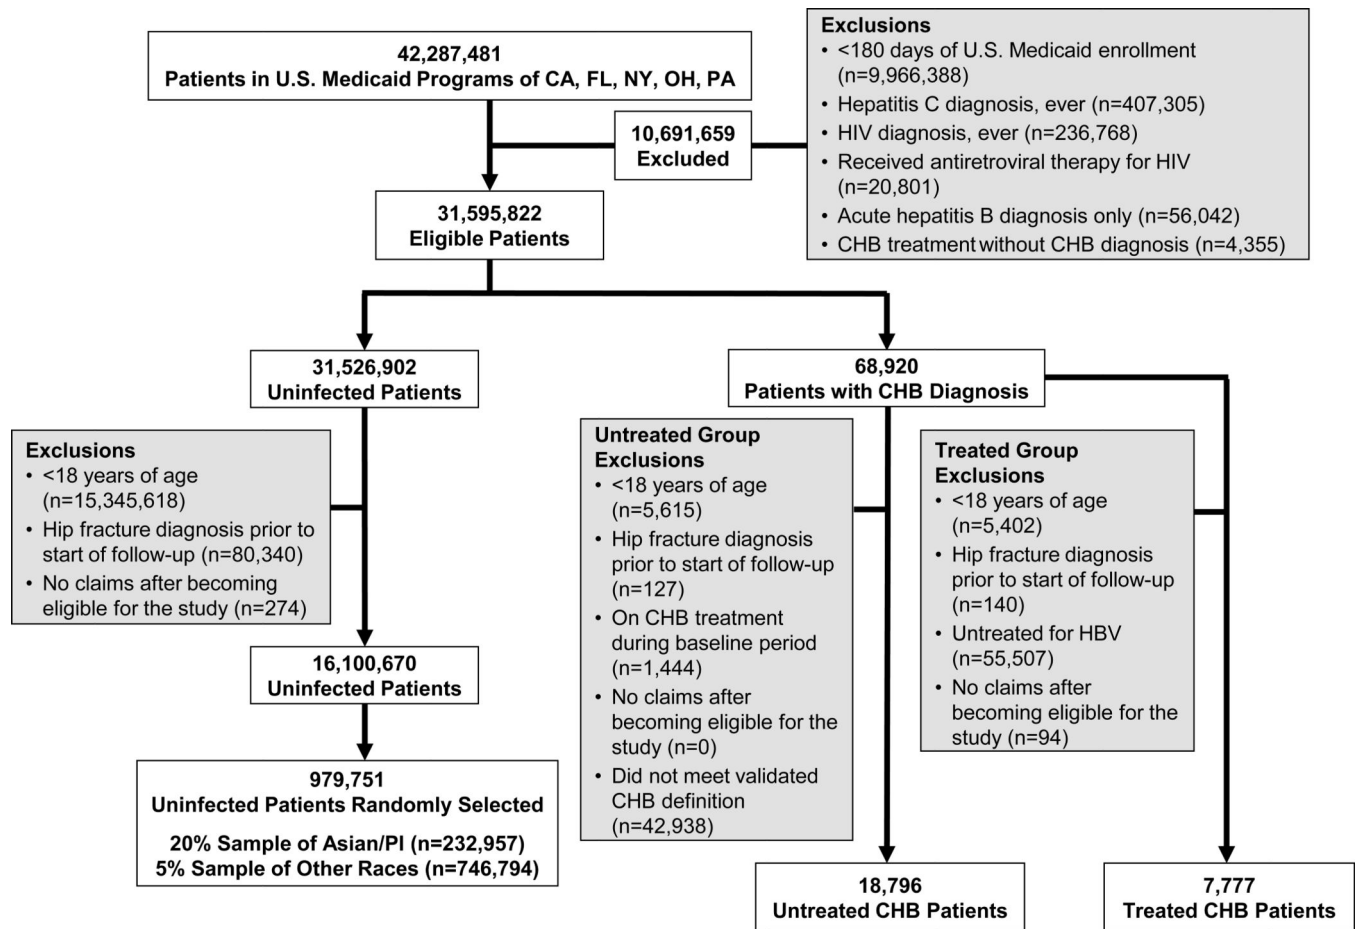 42,287,481
Patients in U.S. Medicaid Programs of CA, FL, NY, OH, PA
Exclusions
• <180 days of U.S. Medicaid enrollment
(n=9,966,388)
• Hepatitis C diagnosis, ever (n=407,305)
• HIV diagnosis, ever (n=236,768)
• Received antiretroviral therapy for HIV
(n=20,801)
• Acute hepatitis B diagnosis only (n=56,042)
• CHB treatment without CHB diagnosis (n=4,355)
10,691,659
Excluded
31,595,822
Eligible Patients
31,526,902
Uninfected Patients
68,920
Patients with CHB Diagnosis
Exclusions
• <18 years of age
(n=15,345,618)
• Hip fracture diagnosis prior to
start of follow-up (n=80,340)
• No claims after becoming
eligible for the study (n=274)
Untreated Group
Exclusions
• <18 years of age
(n=5,615)
• Hip fracture diagnosis
prior to start of follow-up
(n=127)
• On CHB treatment
during baseline period
(n=1,444)
• No claims after
becoming eligible for the
study (n=0)
• Did not meet validated
CHB definition
(n=42,938)
Treated Group
Exclusions
• <18 years of age
(n=5,402)
• Hip fracture diagnosis
prior to start of follow-up
(n=140)
• Untreated for HBV
(n=55,507)
• No claims after
becoming eligible for the
study (n=94)
16,100,670
Uninfected Patients
979,751
Uninfected Patients Randomly Selected
20% Sample of Asian/PI (n=232,957)
5% Sample of Other Races (n=746,794)
18,796
Untreated CHB Patients
7,777
Treated CHB Patients